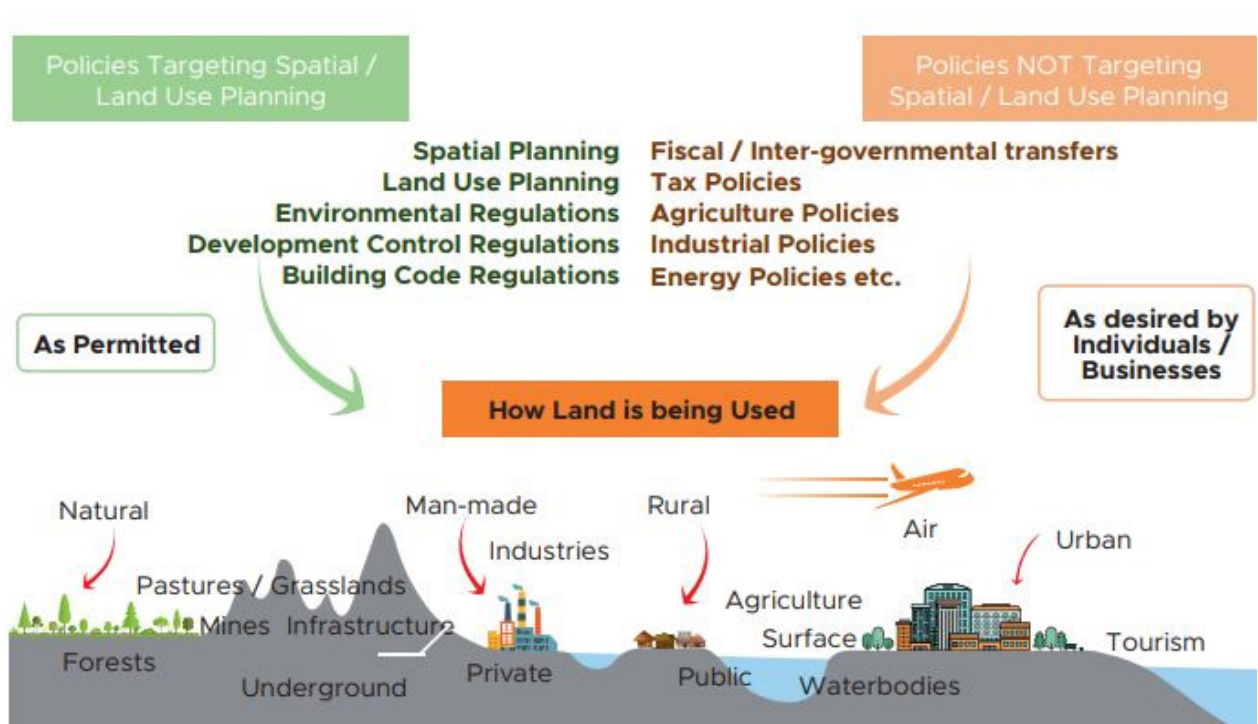 Policies Targeting Spatial /
Land Use Planning
Policies NOT Targeting
Spatial / Land Use Planning
Spatial Planning
Land Use Planning
Environmental Regulations
Development Control Regulations
Building Code Regulations
Fiscal / Inter-governmental transfers
Tax Policies
Agriculture Policies
Industrial Policies
Energy Policies etc.
As Permitted
As desired by
Individuals /
Businesses
How Land is being Used
Natural
Man-made
Rural
Air
Urban
Industries
Pastures / Grasslands
Agriculture
Mines
Infrastructure
Surface
Tourism
Forests
Underground
Private
Public
Waterbodies